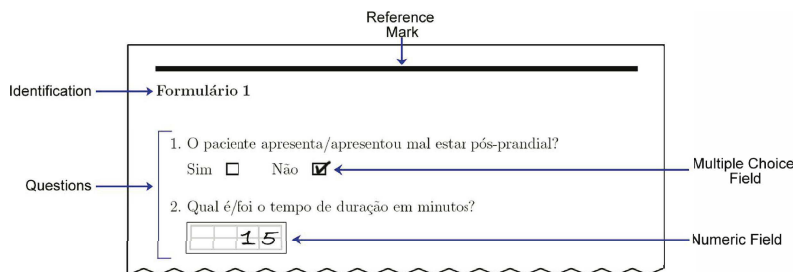 Reference
Mark
Identification
Formulário 1
Questions
1. O paciente apresenta/apresentou mal estar pós-prandial?
Sim Não
Multiple Choice
Field
2. Qual é/foi o tempo de duração em minutos?
15
Numeric Field